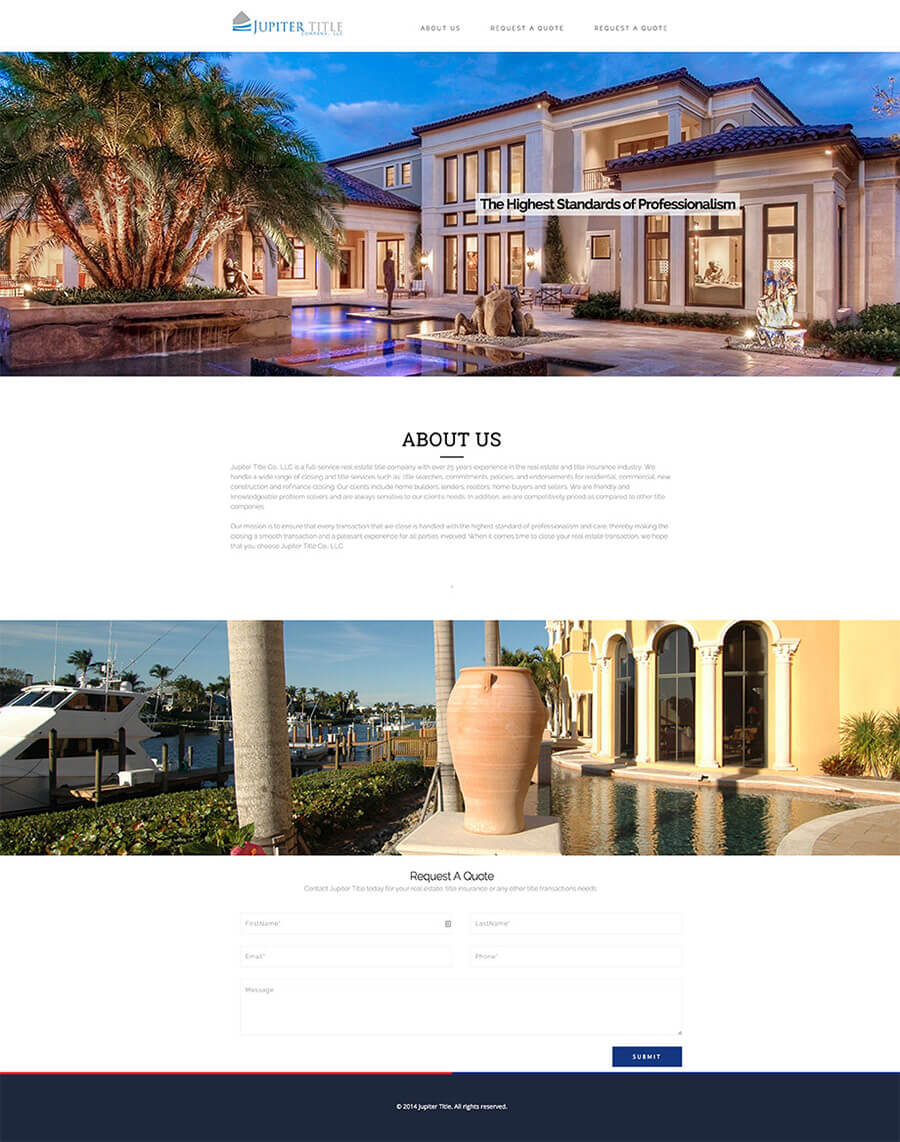 JUPITER TITLE
COMPANY, LLC
ABOUT US
REQUEST A QUOTE
REQUEST A QUOTE
The Highest Standards of Professionalism
ABOUT US
Jupiter Title Co., LLC is a full-service real estate title company with over 25 years experience in the real estate and title insurance industry. We
handle a wide range of closing and title services such as: title searches, commitments, policies, and endorsements for residential, commercial, new
construction and refinance closing. Our clients include home builders, lenders, realtors, home buyers and sellers. We are friendly and
knowledgeable problem solvers and are always sensitive to our clients needs. In addition, we are competitively priced as compared to other title
companies.
Our mission is to ensure that every transaction that we close is handled with the highest standard of professionalism and care, thereby making the
closing a smooth transaction and a pleasant experience for all parties involved. When it comes time to close your real estate transaction, we hope
that you choose Jupiter Title Co., LLC.
Request A Quote
Contact Jupiter Title today for your real estate, title insurance or any other title transactions needs.
FirstName*
LastName*
Email*
Phone*
Message
SUBMIT
© 2014 Jupiter Title. All rights reserved.